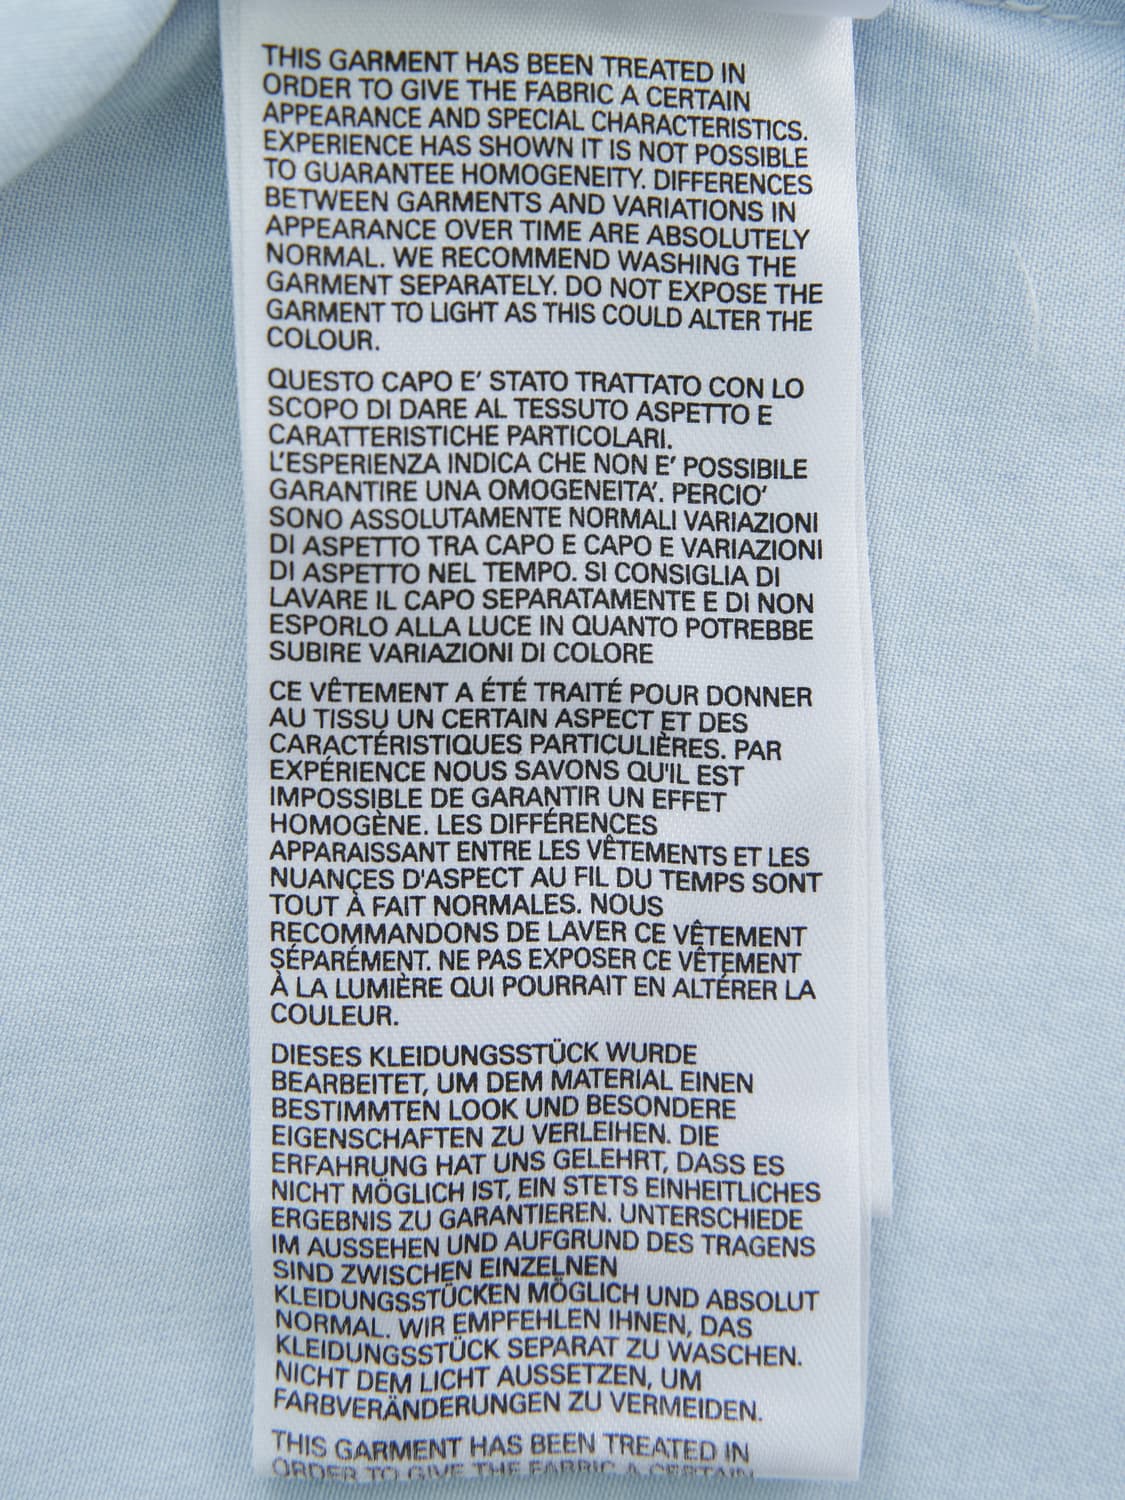 THIS GARMENT HAS BEEN TREATED IN
ORDER TO GIVE THE FABRIC A CERTAIN
APPEARANCE AND SPECIAL CHARACTERISTICS.
EXPERIENCE HAS SHOWN IT IS NOT POSSIBLE
TO GUARANTEE HOMOGENEITY. DIFFERENCES
BETWEEN GARMENTS AND VARIATIONS IN
APPEARANCE OVER TIME ARE ABSOLUTELY
NORMAL. WE RECOMMEND WASHING THE
GARMENT SEPARATELY. DO NOT EXPOSE THE
GARMENT TO LIGHT AS THIS COULD ALTER THE
COLOUR.
QUESTO CAPO E' STATO TRATTATO CON LO
SCOPO DI DARE AL TESSUTO ASPETTO E
CARATTERISTICHE PARTICOLARI.
L'ESPERIENZA INDICA CHE NON E' POSSIBILE
GARANTIRE UNA OMOGENEITA'. PERCIO'
SONO ASSOLUTAMENTE NORMALI VARIAZIONI
DI ASPETTO TRA CAPO E CAPO E VARIAZIONI
DI ASPETTO NEL TEMPO. SI CONSIGLIA DI
LAVARE IL CAPO SEPARATAMENTE E DI NON
ESPORLO ALLA LUCE IN QUANTO POTREBBE
SUBIRE VARIAZIONI DI COLORE
CE VÊTEMENT A ÉTÉ TRAITÉ POUR DONNER
AU TISSU UN CERTAIN ASPECT ET DES
CARACTÉRISTIQUES PARTICULIÈRES. PAR
EXPÉRIENCE NOUS SAVONS QU'IL EST
IMPOSSIBLE DE GARANTIR UN EFFET
HOMOGÈNE. LES DIFFÉRENCES
APPARAISSANT ENTRE LES VÊTEMENTS ET LES
NUANCES D'ASPECT AU FIL DU TEMPS SONT
TOUT À FAIT NORMALES. NOUS
RECOMMANDONS DE LAVER CE VÊTEMENT
SÉPARÉMENT. NE PAS EXPOSER CE VÊTEMENT
À LA LUMIÈRE QUI POURRAIT EN ALTÉRER LA
COULEUR.
DIESES KLEIDUNGSSTÜCK WURDE
BEARBEITET, UM DEM MATERIAL EINEN
BESTIMMTEN LOOK UND BESONDERE
EIGENSCHAFTEN ZU VERLEIHEN. DIE
ERFAHRUNG HAT UNS GELEHRT, DASS ES
NICHT MÖGLICH IST, EIN STETS EINHEITLICHES
ERGEBNIS ZU GARANTIEREN. UNTERSCHIEDE
IM AUSSEHEN UND AUFGRUND DES TRAGENS
SIND ZWISCHEN EINZELNEN
KLEIDUNGSSTÜCKEN MÖGLICH UND ABSOLUT
NORMAL. WIR EMPFEHLEN IHNEN, DAS
KLEIDUNGSSTÜCK SEPARAT ZU WASCHEN.
NICHT DEM LICHT AUSSETZEN, UM
FARBVERÄNDERUNGEN ZU VERMEIDEN.
THIS GARMENT HAS BEEN TREATED IN
ORDER TO GIVE THE FABRIC A CERTAIN